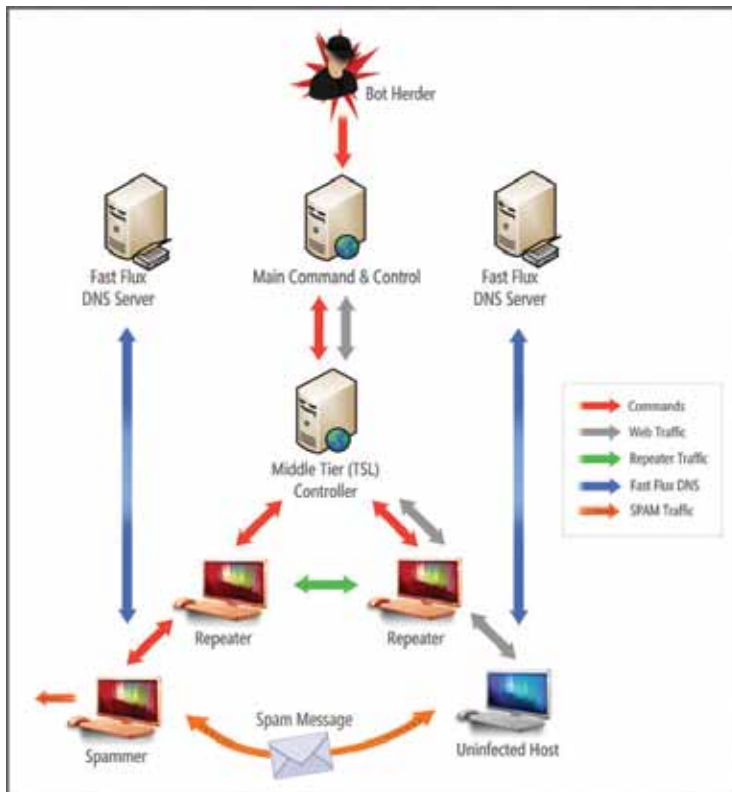 Bot Herder
Fast Flux
DNS Server
Main Command & Control
Fast Flux
DNS Server
Middle Tier (TSL)
Controller
Commands
Web Traffic
Repeater Traffic
Fast Flux DNS
SPAM Traffic
Repeater
Repeater
Spammer
Spam Message
Uninfected Host